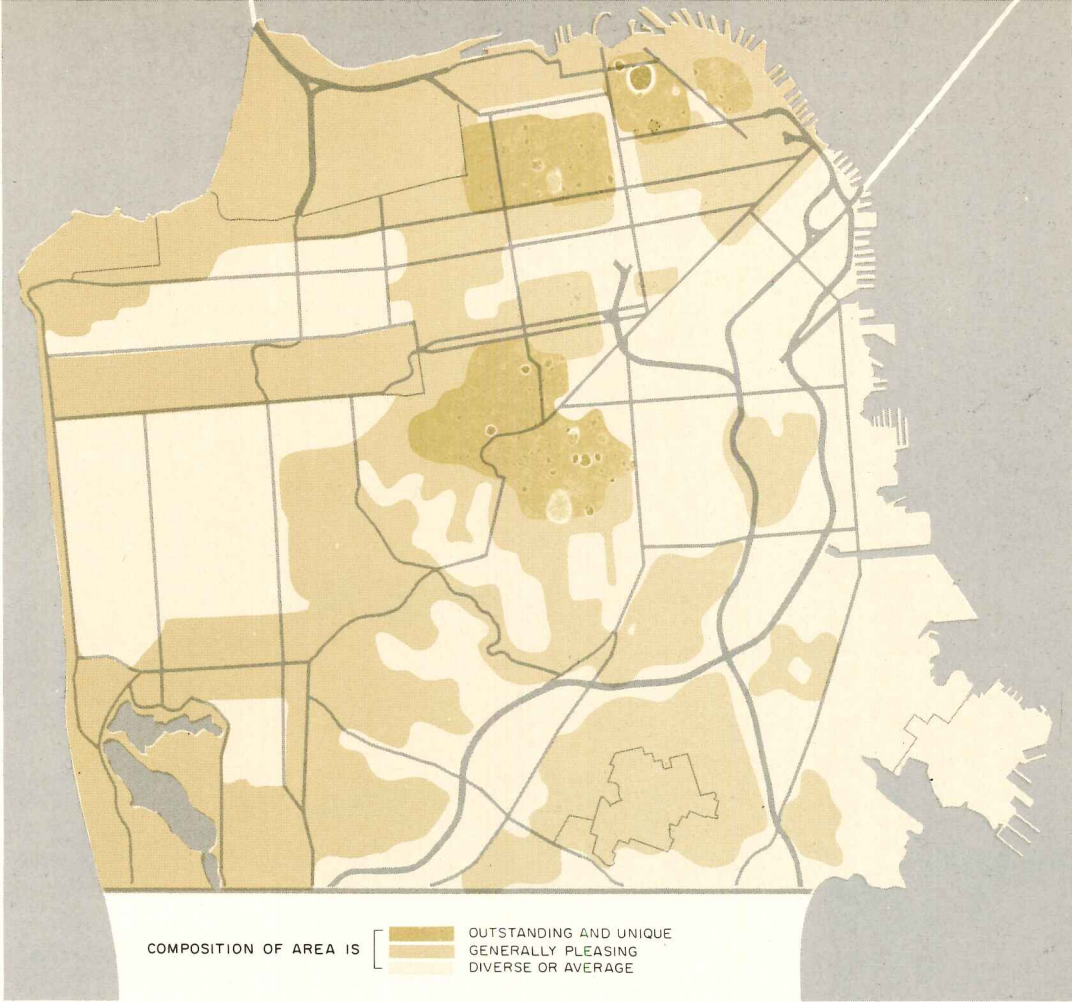 COMPOSITION OF AREA IS
OUTSTANDING AND UNIQUE
GENERALLY PLEASING
DIVERSE OR AVERAGE